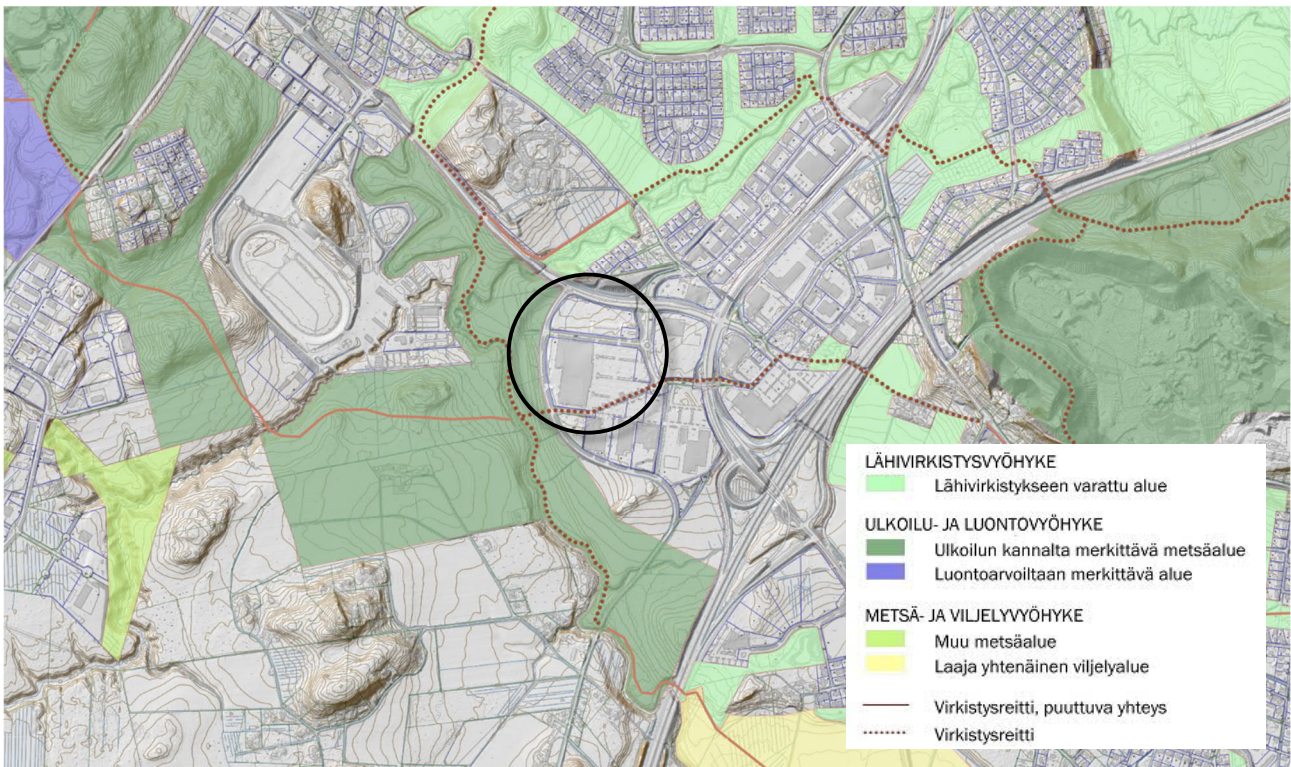 LÄHIVIRKISTYSVYÖHYKE
Lähivirkistykseen varattu alue
ULKOILU- JA LUONTOVYÖHYKE
Ulkoilun kannalta merkittävä metsäalue
Luontoarvoiltaan merkittävä alue
METSÄ- JA VILJELYVYÖHYKE
Muu metsäalue
Laaja yhtenäinen viljelyalue
Virkistysreitti, puuttuva yhteys
Virkistysreitti